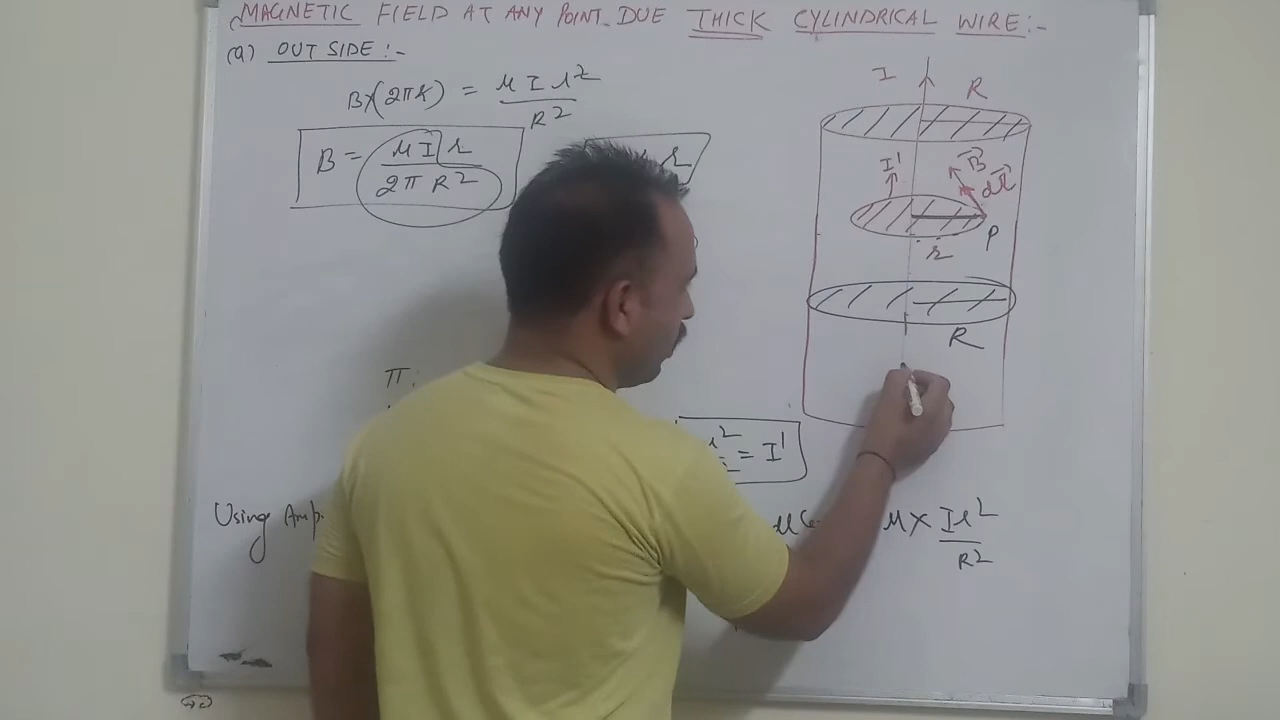 MAGNETIC FIELD AT ANY POINT DUE THICK CYLINDRICAL WIRE:-
(a) OUT SIDE:-
B×(2πr) = μ I r²
R²
B = μ I r
2π R²
r
I
R
I'
B⃗
dl⃗
P
r
R
π
r² = I'
Using Amp
μ × I r²
R²